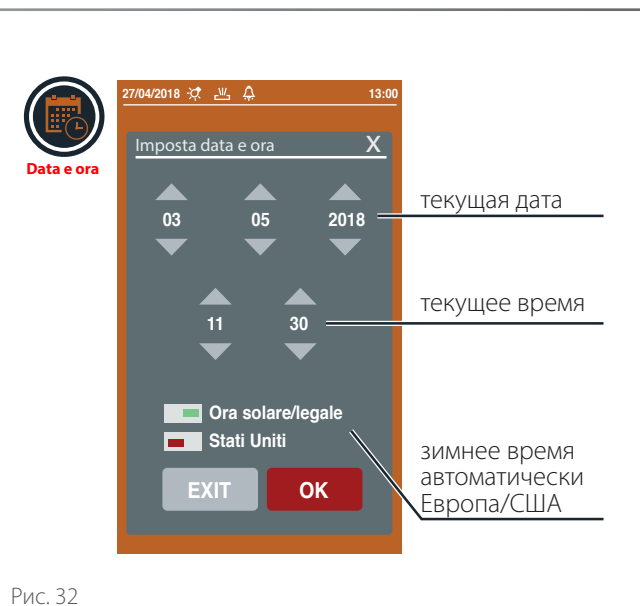 27/04/2018 13:00
Data e ora
Imposta data e ora X
03 05 2018
текущая дата
11 30
текущее время
Ora solare/legale
Stati Uniti
зимнее время
автоматически
Европа/США
EXIT OK
Рис. 32